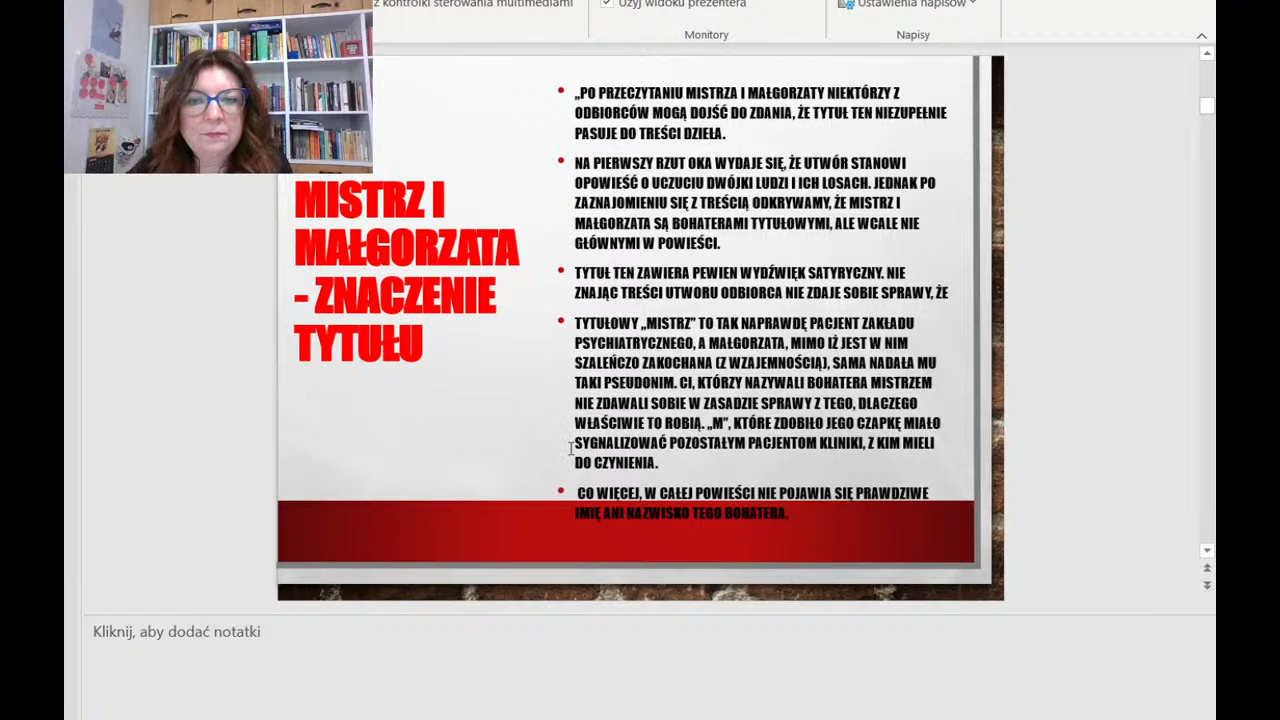 z kontrolki sterowania multimediami
Użyj widoku prezentera
Ustawienia napisów
Monitory
Napisy
MISTRZ I
MAŁGORZATA
- ZNACZENIE
TYTUŁU
• „PO PRZECZYTANIU MISTRZA I MAŁGORZATY NIEKTÓRZY Z
ODBIORCÓW MOGĄ DOJŚĆ DO ZDANIA, ŻE TYTUŁ TEN NIEZUPEŁNIE
PASUJE DO TREŚCI DZIEŁA.
• NA PIERWSZY RZUT OKA WYDAJE SIĘ, ŻE UTWÓR STANOWI
OPOWIEŚĆ O UCZUCIU DWÓJKI LUDZI I ICH LOSACH. JEDNAK PO
ZAZNAJOMIENIU SIĘ Z TREŚCIĄ ODKRYWAMY, ŻE MISTRZ I
MAŁGORZATA SĄ BOHATERAMI TYTUŁOWYMI, ALE WCALE NIE
GŁÓWNYMI W POWIEŚCI.
• TYTUŁ TEN ZAWIERA PEWIEN WYDŹWIĘK SATYRYCZNY. NIE
ZNAJĄC TREŚCI UTWORU ODBIORCA NIE ZDAJE SOBIE SPRAWY, ŻE
• TYTUŁOWY „MISTRZ” TO TAK NAPRAWDĘ PACJENT ZAKŁADU
PSYCHIATRYCZNEGO, A MAŁGORZATA, MIMO IŻ JEST W NIM
SZALEŃCZO ZAKOCHANA (Z WZAJEMNOŚCIĄ), SAMA NADAŁA MU
TAKI PSEUDONIM. CI, KTÓRZY NAZYWALI BOHATERA MISTRZEM
NIE ZDAWALI SOBIE W ZASADZIE SPRAWY Z TEGO, DLACZEGO
WŁAŚCIWIE TO ROBIĄ. „M”, KTÓRE ZDOBIŁO JEGO CZAPKĘ MIAŁO
SYGNALIZOWAĆ POZOSTAŁYM PACJENTOM KLINIKI, Z KIM MIELI
DO CZYNIENIA.
• CO WIĘCEJ, W CAŁEJ POWIEŚCI NIE POJAWIA SIĘ PRAWDZIWE
IMIĘ ANI NAZWISKO TEGO BOHATERA.
Kliknij, aby dodać notatki